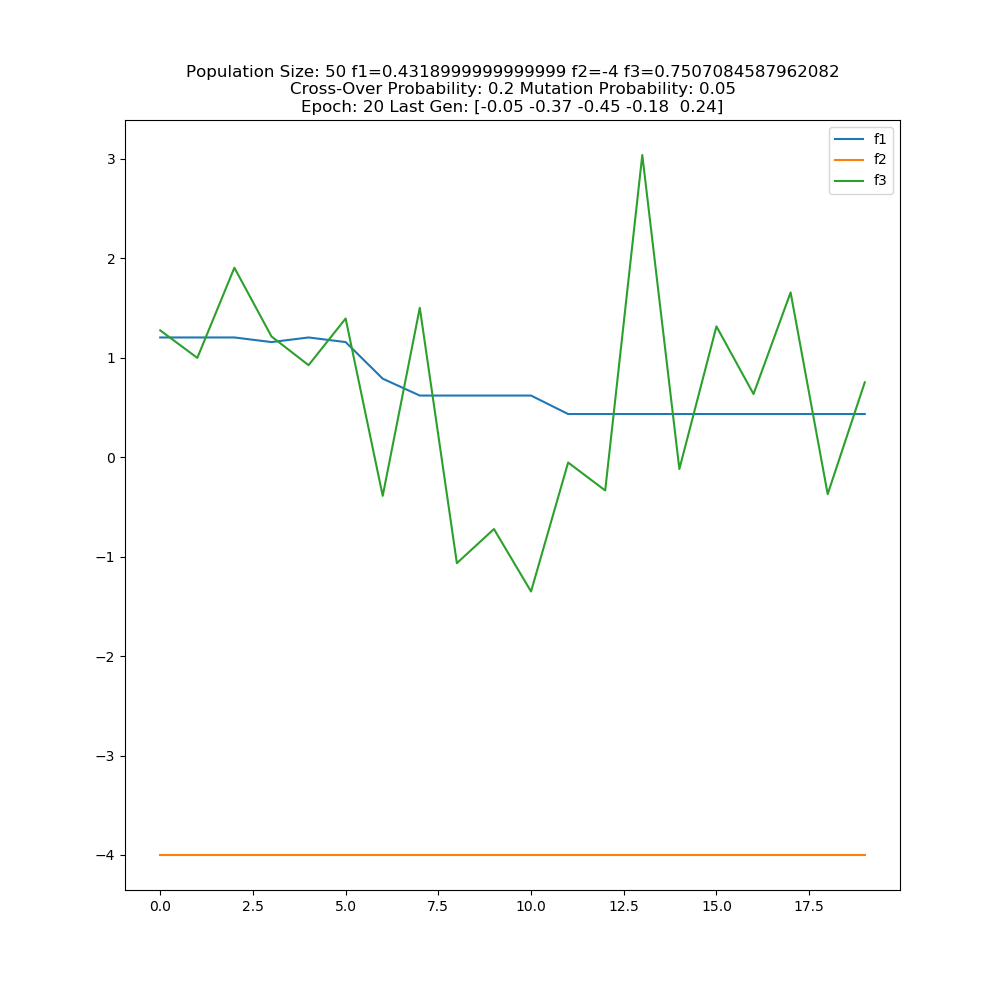 Population Size: 50 f1=0.4318999999999999 f2=-4 f3=0.7507084587962082
Cross-Over Probability: 0.2 Mutation Probability: 0.05
Epoch: 20 Last Gen: [-0.05 -0.37 -0.45 -0.18  0.24]
f1
f2
f3
3
2
1
0
−1
−2
−3
−4
0.0 2.5 5.0 7.5 10.0 12.5 15.0 17.5